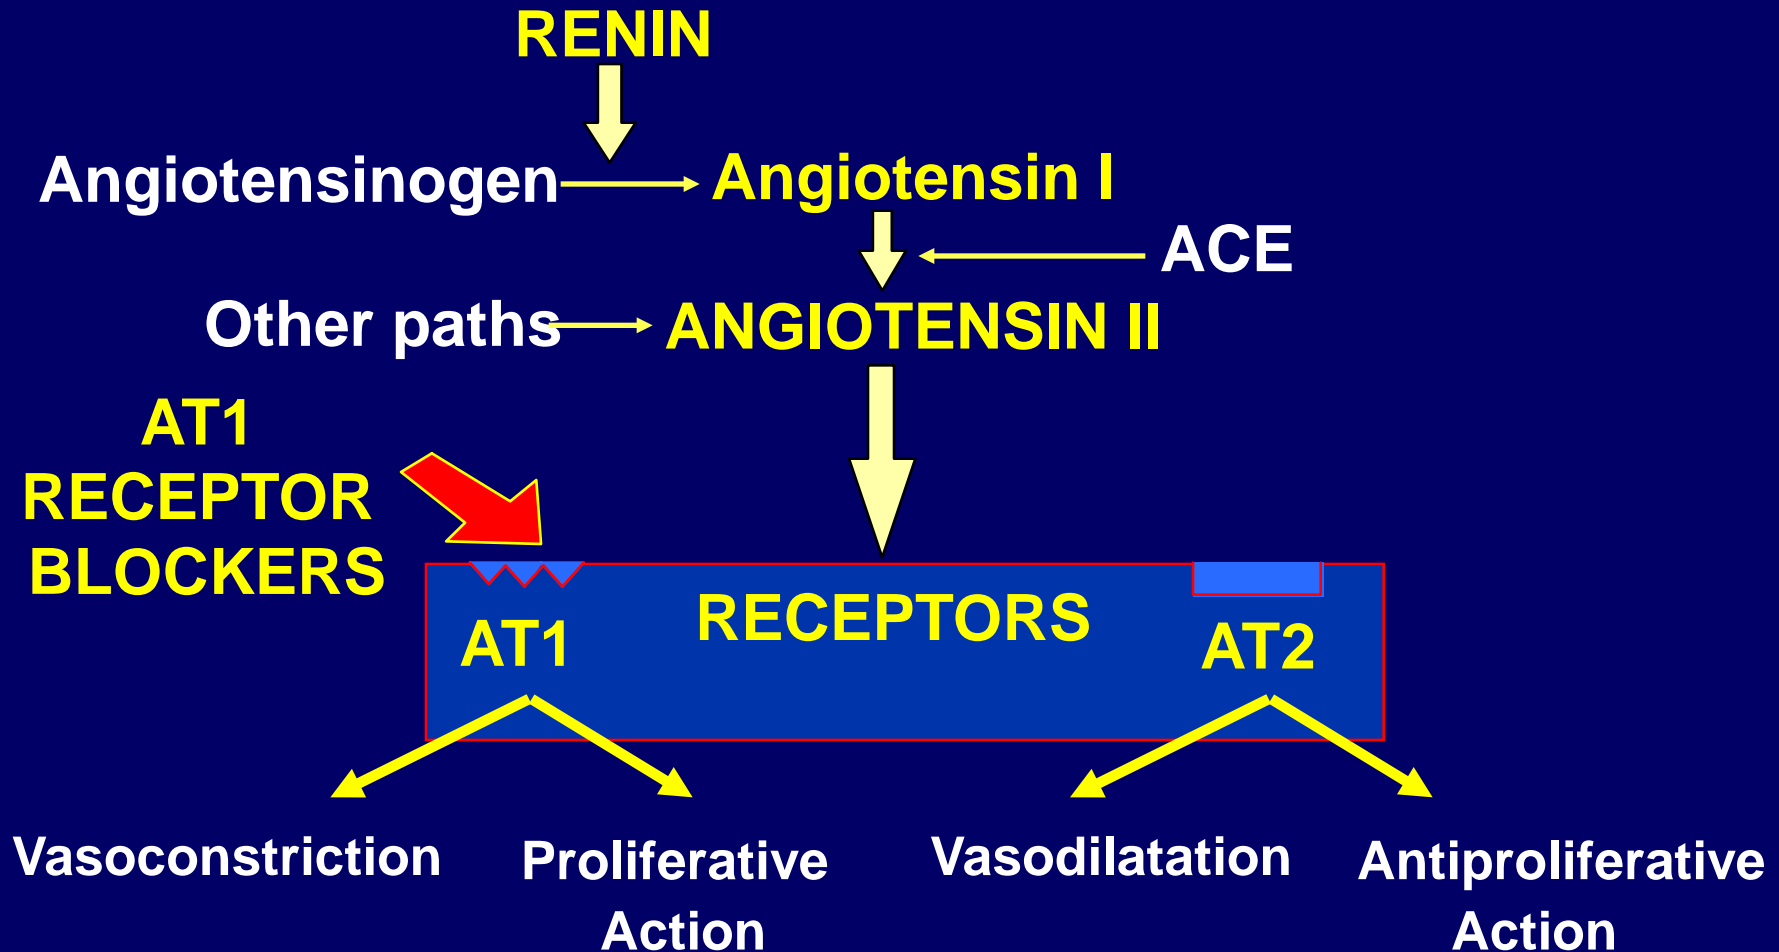 RENIN
Angiotensinogen
Angiotensin I
ACE
Other paths
ANGIOTENSIN II
AT1
RECEPTOR
BLOCKERS
RECEPTORS
AT1
AT2
Vasoconstriction
Proliferative
Action
Vasodilatation
Antiproliferative
Action